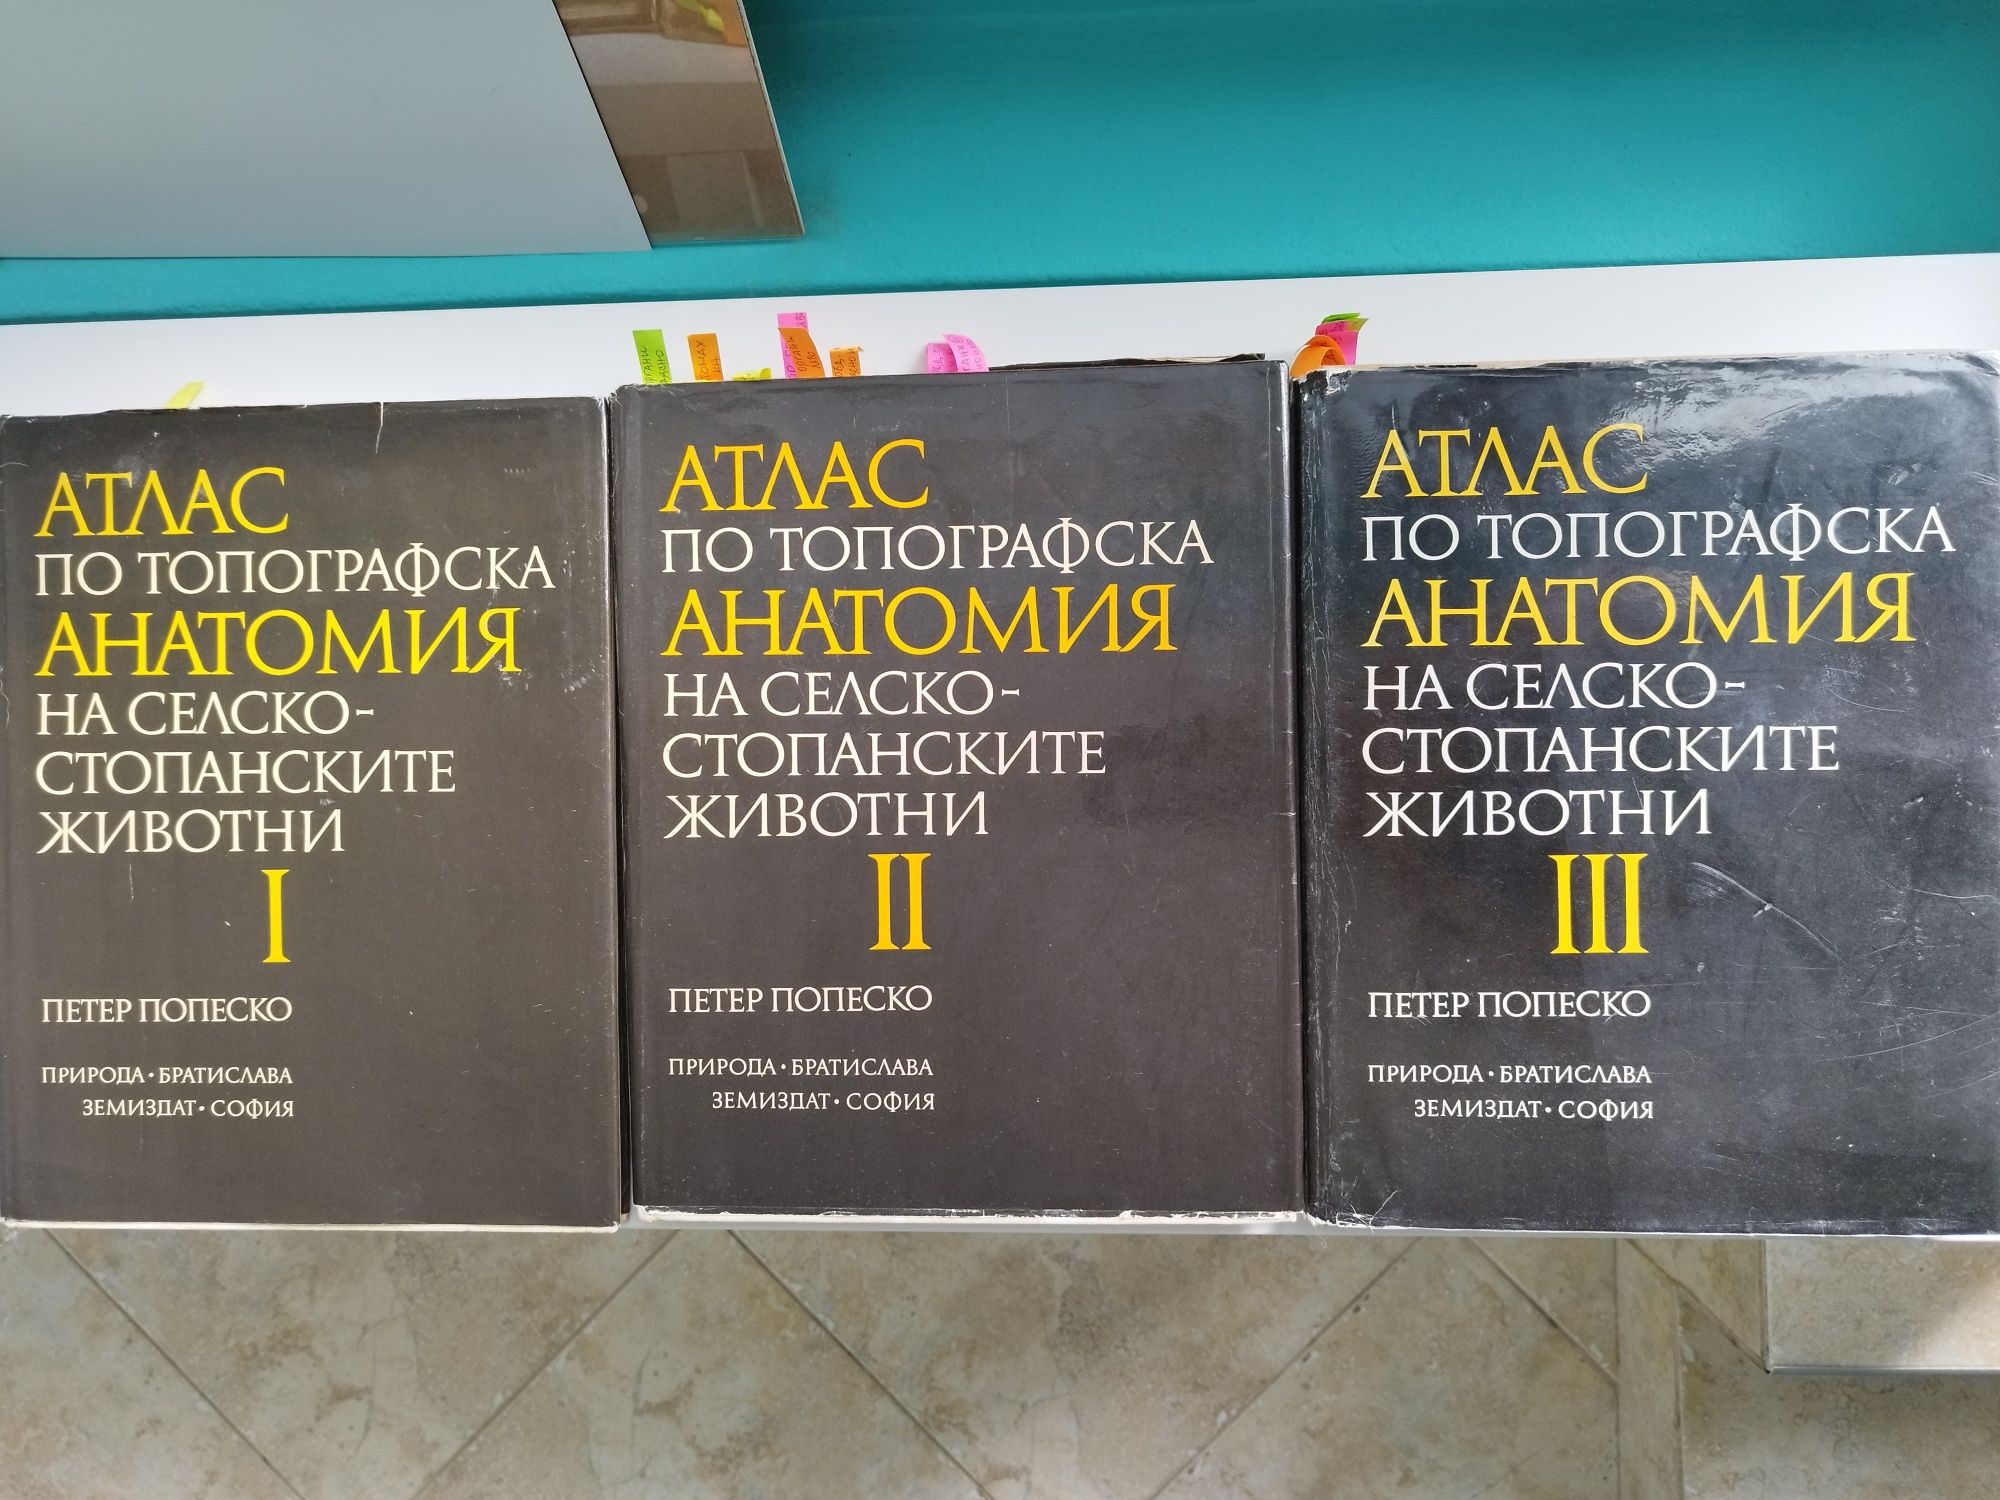 АТЛАС
ПО ТОПОГРАФСКА
АНАТОМИЯ
НА СЕЛСКО-
СТОПАНСКИТЕ
ЖИВОТНИ
I
ПЕТЕР ПОПЕСКО
ПРИРОДА • БРАТИСЛАВА
ЗЕМИЗДАТ • СОФИЯ
АТЛАС
ПО ТОПОГРАФСКА
АНАТОМИЯ
НА СЕЛСКО-
СТОПАНСКИТЕ
ЖИВОТНИ
II
ПЕТЕР ПОПЕСКО
ПРИРОДА • БРАТИСЛАВА
ЗЕМИЗДАТ • СОФИЯ
АТЛАС
ПО ТОПОГРАФСКА
АНАТОМИЯ
НА СЕЛСКО-
СТОПАНСКИТЕ
ЖИВОТНИ
III
ПЕТЕР ПОПЕСКО
ПРИРОДА • БРАТИСЛАВА
ЗЕМИЗДАТ • СОФИЯ